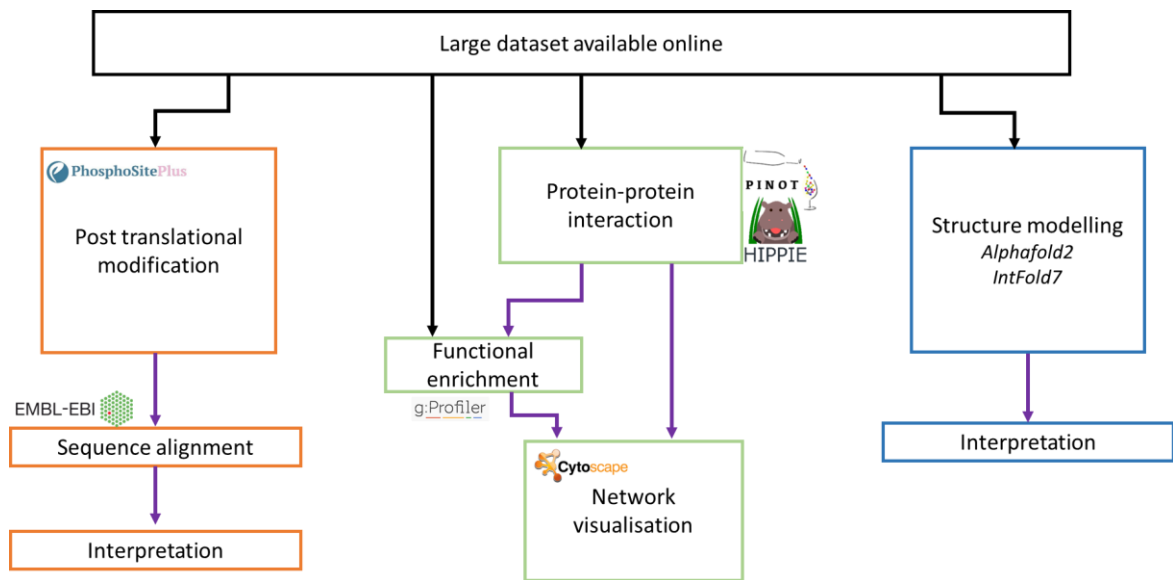 Large dataset available online
PhosphoSitePlus
Post translational
modification
EMBL-EBI
Sequence alignment
Interpretation
Protein-protein
interaction
PINOT
HIPPIE
Functional
enrichment
g:Profiler
Cytoscape
Network
visualisation
Structure modelling
Alphafold2
IntFold7
Interpretation